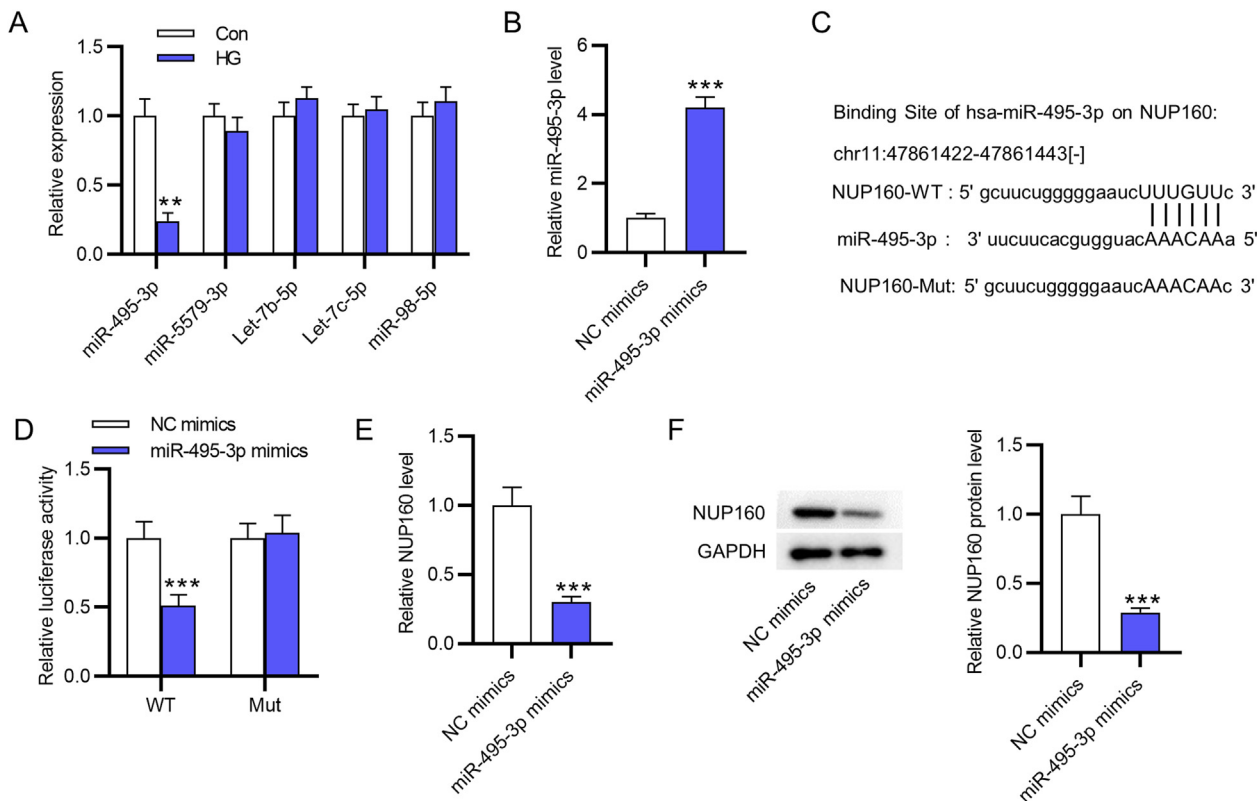 A
Con
HG
Relative expression
1.5
1.0
0.5
0.0
**
miR-495-3p
miR-5579-3p
Let-7b-5p
Let-7c-5p
miR-98-5p
B
Relative miR-495-3p level
6
4
2
0
***
NC mimics
miR-495-3p mimics
C
Binding Site of hsa-miR-495-3p on NUP160:
chr11:47861422-47861443[-]
NUP160-WT : 5' gcuucugggggaaucUUUGUUc 3'
miR-495-3p : 3' uucuucacgugguacAAACAAa 5'
NUP160-Mut: 5' gcuucugggggaaucAAACAAc 3'
D
NC mimics
miR-495-3p mimics
Relative luciferase activity
1.5
1.0
0.5
0.0
***
WT
Mut
E
Relative NUP160 level
1.5
1.0
0.5
0.0
***
NC mimics
miR-495-3p mimics
F
NUP160
GAPDH
NC mimics
miR-495-3p mimics
Relative NUP160 protein level
1.5
1.0
0.5
0.0
***
NC mimics
miR-495-3p mimics